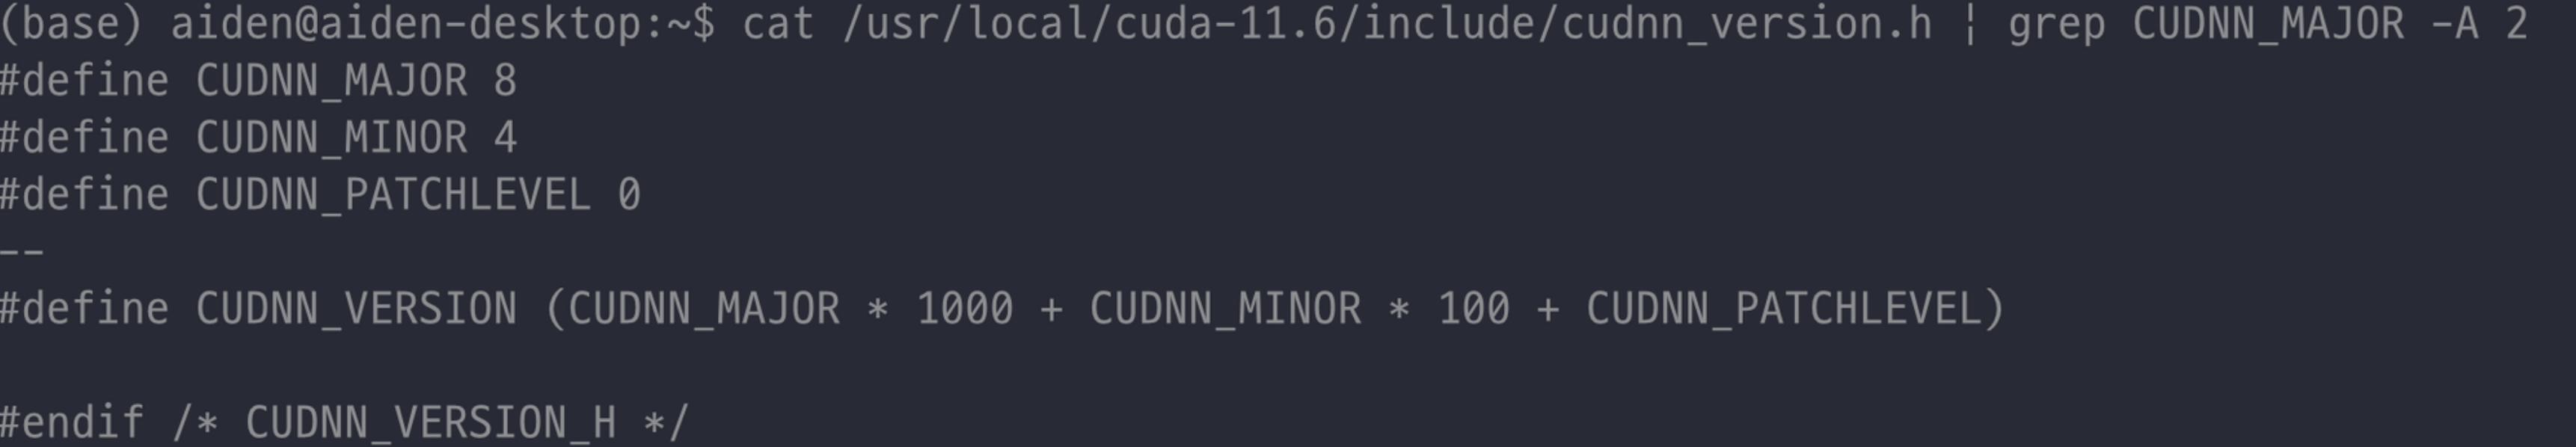 (base) aiden@aiden-desktop:~$ cat /usr/local/cuda-11.6/include/cudnn_version.h | grep CUDNN_MAJOR -A 2
#define CUDNN_MAJOR 8
#define CUDNN_MINOR 4
#define CUDNN_PATCHLEVEL 0
--
#define CUDNN_VERSION (CUDNN_MAJOR * 1000 + CUDNN_MINOR * 100 + CUDNN_PATCHLEVEL)
#endif /* CUDNN_VERSION_H */